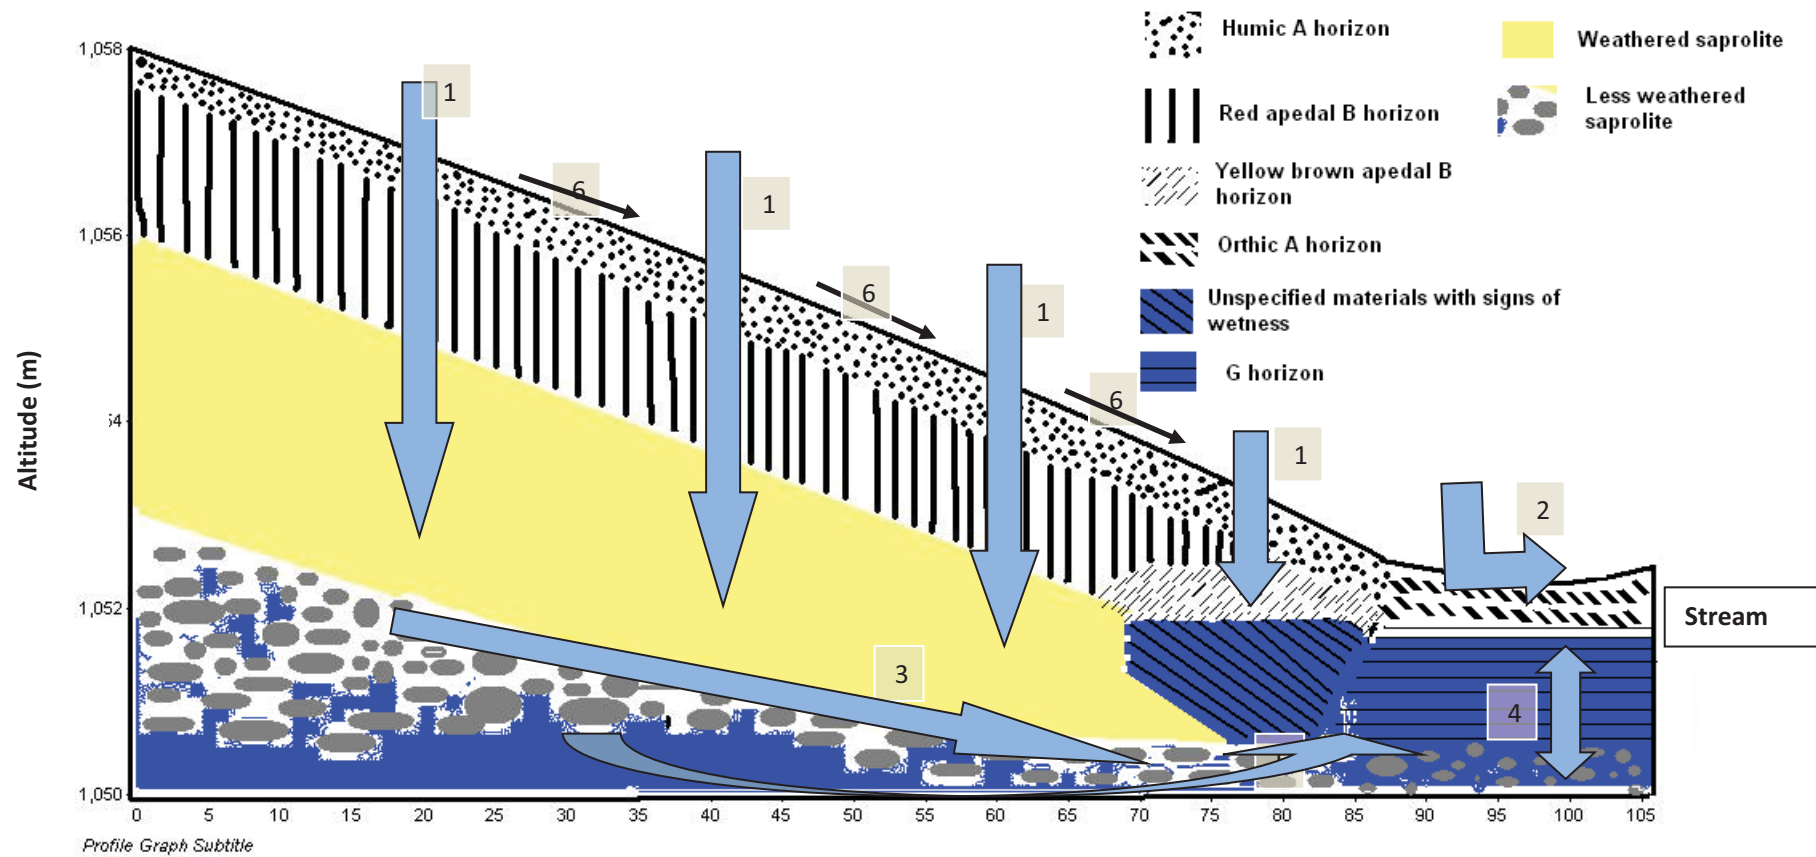 Humic A horizon
Weathered saprolite
Red apedal B horizon
Less weathered
saprolite
Yellow brown apedal B
horizon
Orthic A horizon
Unspecified materials with signs of
wetness
G horizon
1,058
1,056
1,052
1,050
Altitude (m)
1
1
1
1
6
6
6
2
3
4
Stream
0 5 10 15 20 25 30 35 40 45 50 55 60 65 70 75 80 85 90 95 100 105
Profile Graph Subtitle